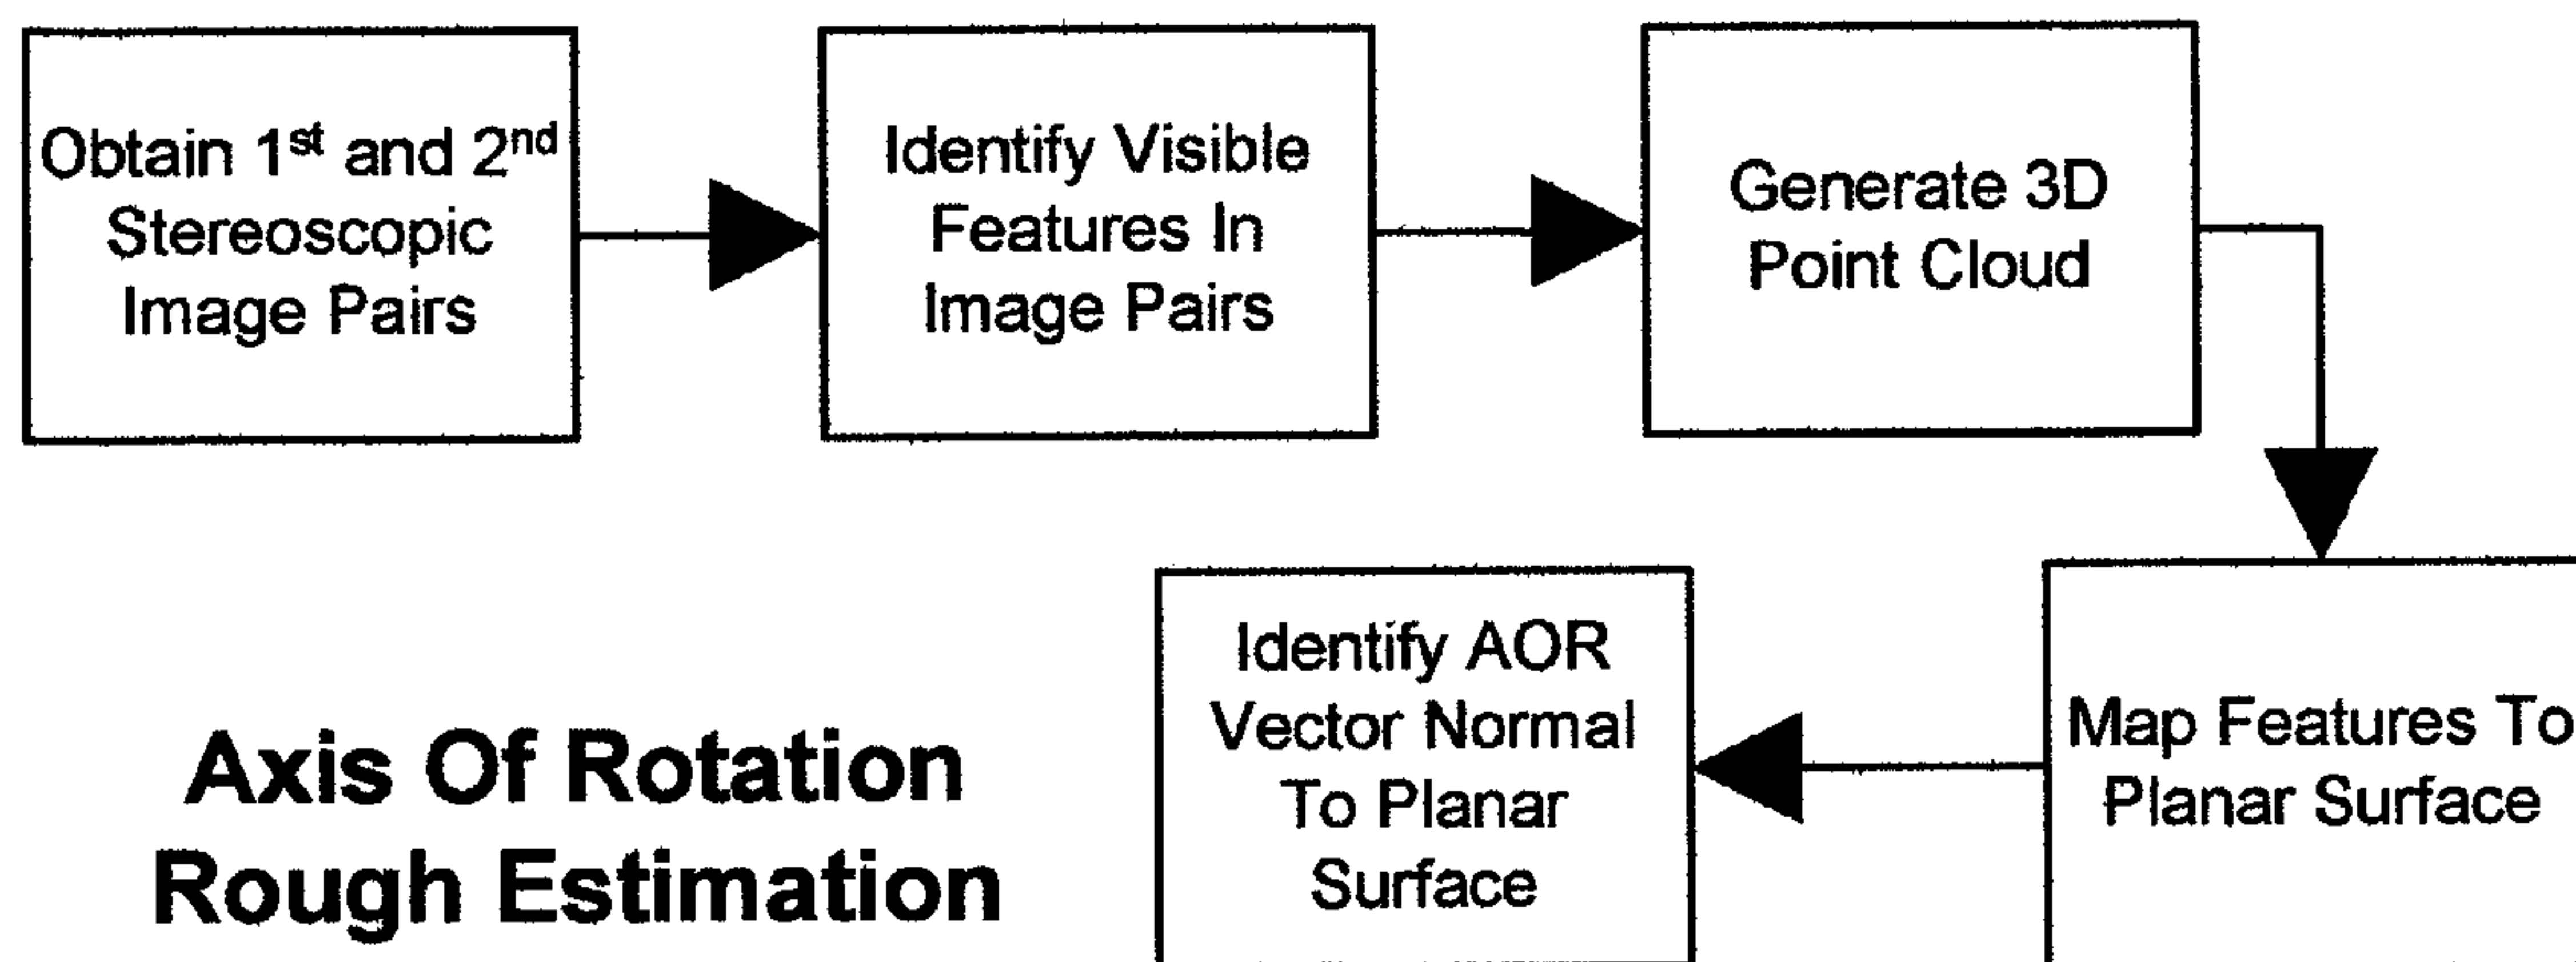 Obtain 1st and 2nd
Stereoscopic
Image Pairs
Identify Visible
Features In
Image Pairs
Generate 3D
Point Cloud
Map Features To
Planar Surface
Identify AOR
Vector Normal
To Planar
Surface
Axis Of Rotation
Rough Estimation